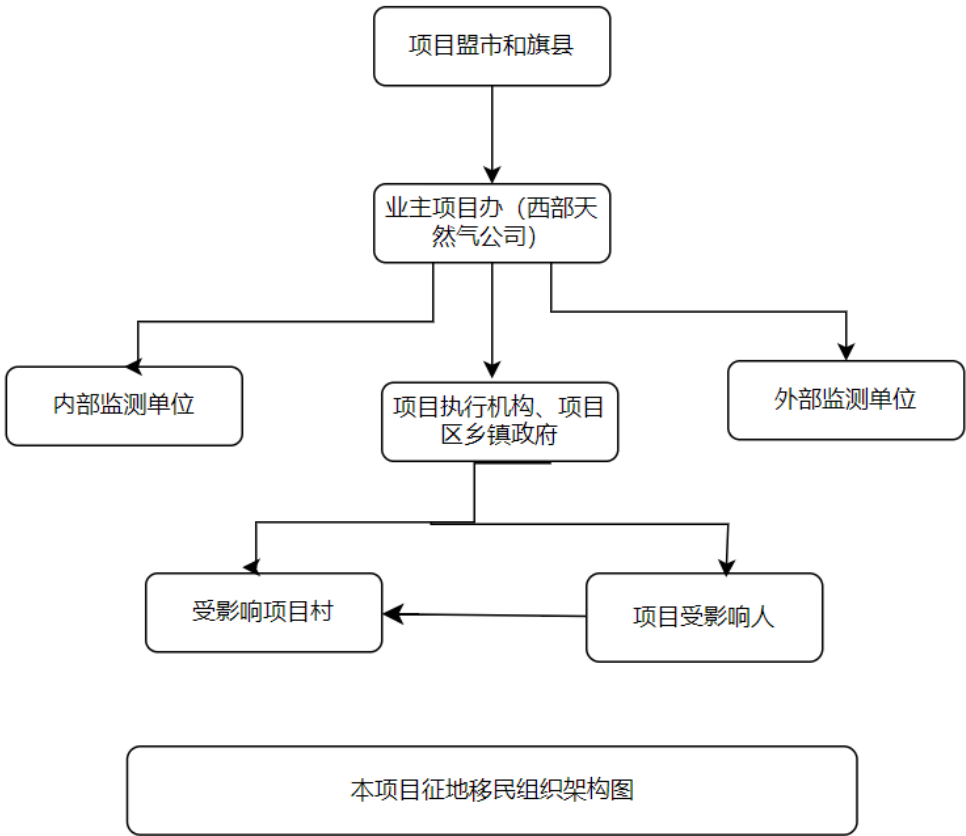 项目盟市和旗县
业主项目办（西部天
然气公司）
内部监测单位
项目执行机构、项目
区乡镇政府
外部监测单位
受影响项目村
项目受影响人
本项目征地移民组织架构图